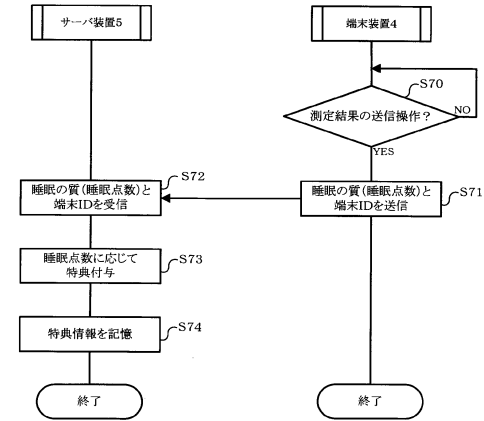 サーバ装置5
端末装置4
S70
測定結果の送信操作？
NO
YES
S72
睡眠の質(睡眠点数)と
端末IDを受信
睡眠の質(睡眠点数)と
端末IDを送信
S71
睡眠点数に応じて
特典付与
S73
特典情報を記憶
S74
終了
終了